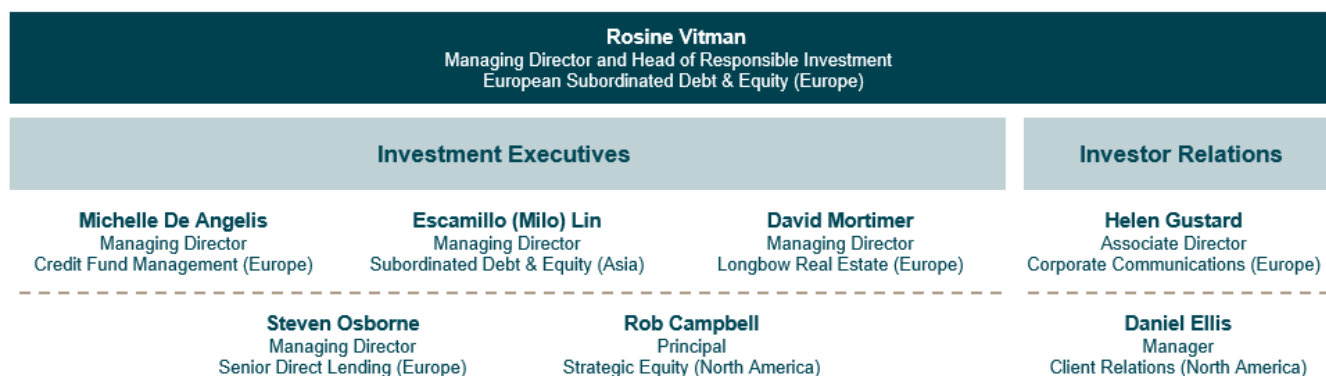 Rosine Vitman
Managing Director and Head of Responsible Investment
European Subordinated Debt & Equity (Europe)
Investment Executives
Investor Relations
Michelle De Angelis
Managing Director
Credit Fund Management (Europe)
Escamillo (Milo) Lin
Managing Director
Subordinated Debt & Equity (Asia)
David Mortimer
Managing Director
Longbow Real Estate (Europe)
Helen Gustard
Associate Director
Corporate Communications (Europe)
Steven Osborne
Managing Director
Senior Direct Lending (Europe)
Rob Campbell
Principal
Strategic Equity (North America)
Daniel Ellis
Manager
Client Relations (North America)